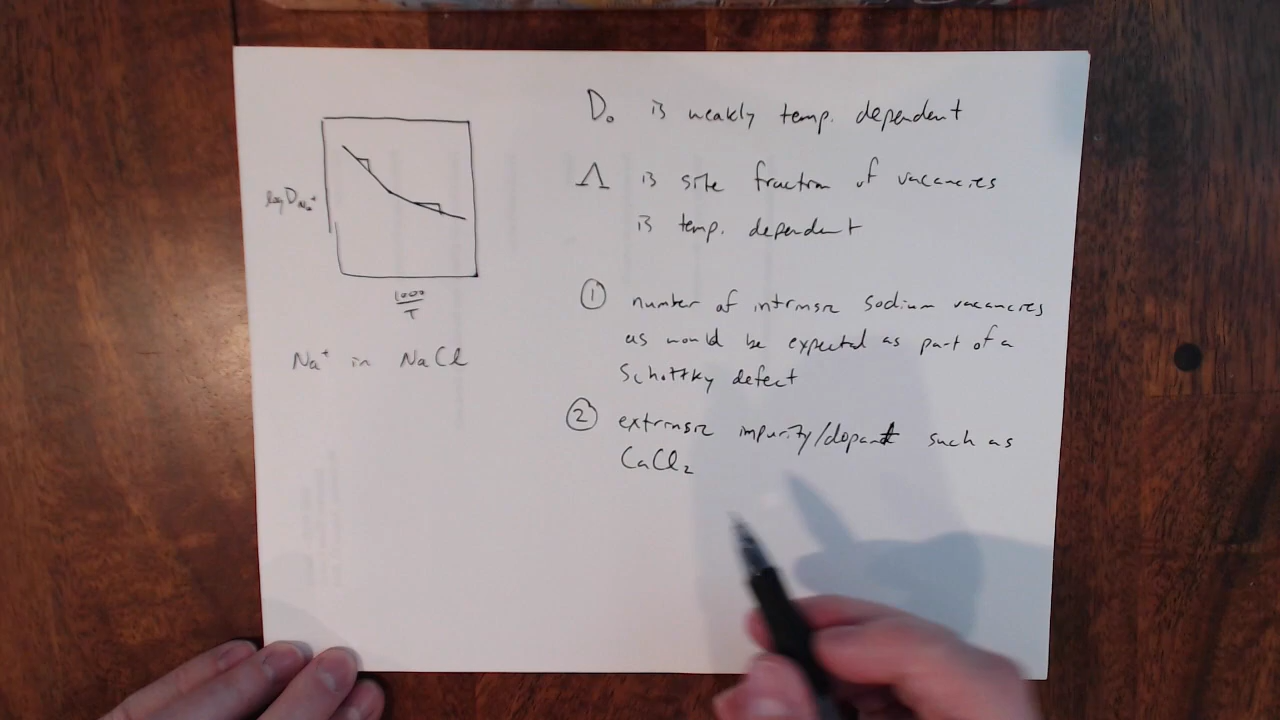 log D_Na+
1000/T
Na⁺ in NaCl
D₀ is weakly temp. dependent
Λ is site fraction of vacancies
is temp. dependent
① number of intrinsic sodium vacancies
as would be expected as part of a
Schottky defect
② extrinsic impurity/dopant such as
CaCl₂